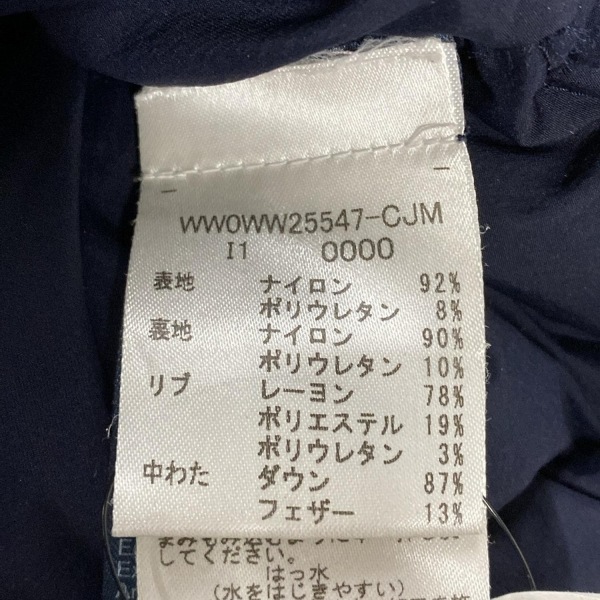 WW0WW25547-CJM
I1 0000
表地 ナイロン 92%
ポリウレタン 8%
裏地 ナイロン 90%
ポリウレタン 10%
リブ レーヨン 78%
ポリエステル 19%
ポリウレタン 3%
中わた ダウン 87%
フェザー 13%
してください。
はっ水
(水をはじきやすい)